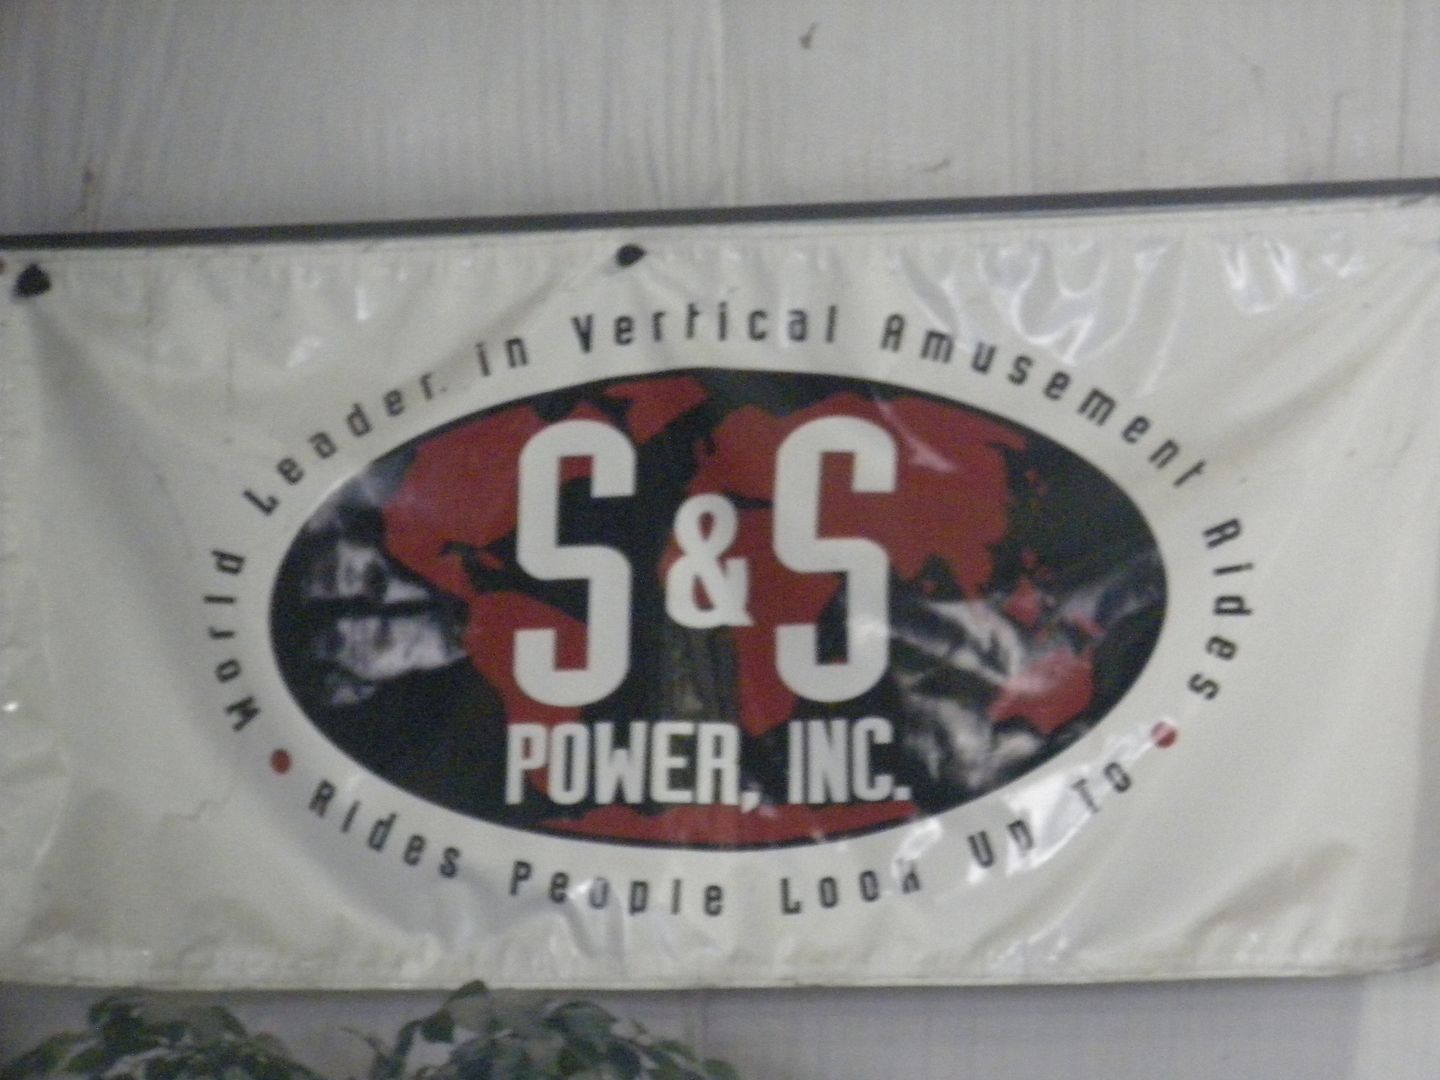 World Leader in Vertical Amusement Rides
S&S
POWER, INC.
Rides People Look Up To